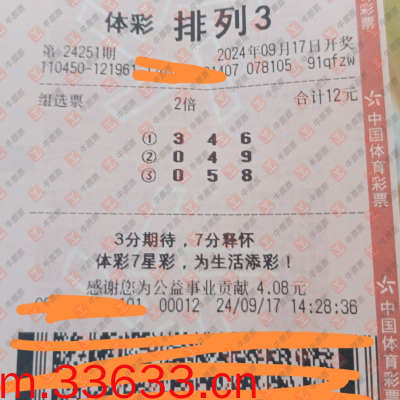 体彩 排列3
第 24251期 2024年09月17日开奖
110450-121961 07 078105 91qfzw
组选票 2倍 合计12元
① 3 4 6
② 0 4 9
③ 0 5 8
3分期待，7分释怀
体彩7星彩，为生活添彩！
感谢您为公益事业贡献 4.08元
00012 24/09/17 14:28:36
m.33633.cn
彩票
中国体育彩票
中国体育彩票